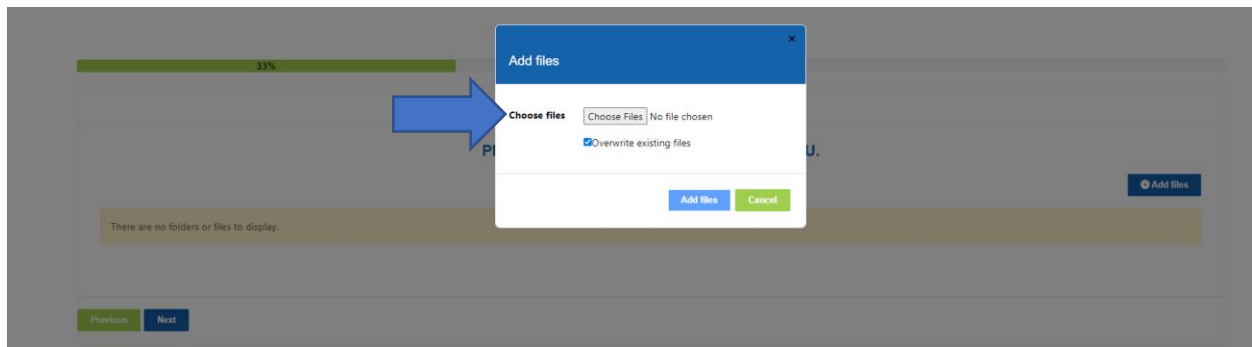 ×
Add files
33%
Choose files Choose Files No file chosen
Overwrite existing files
U.
Add files
Add files Cancel
There are no folders or files to display.
Previous Next